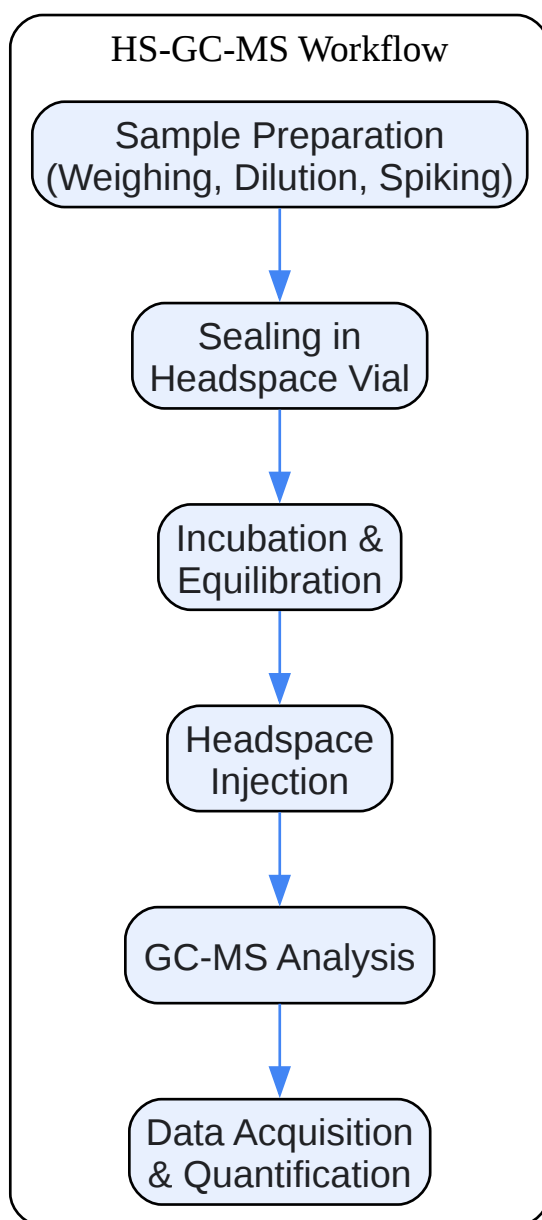 HS-GC-MS Workflow
Sample Preparation
(Weighing, Dilution, Spiking)
Sealing in
Headspace Vial
Incubation &
Equilibration
Headspace
Injection
GC-MS Analysis
Data Acquisition
& Quantification